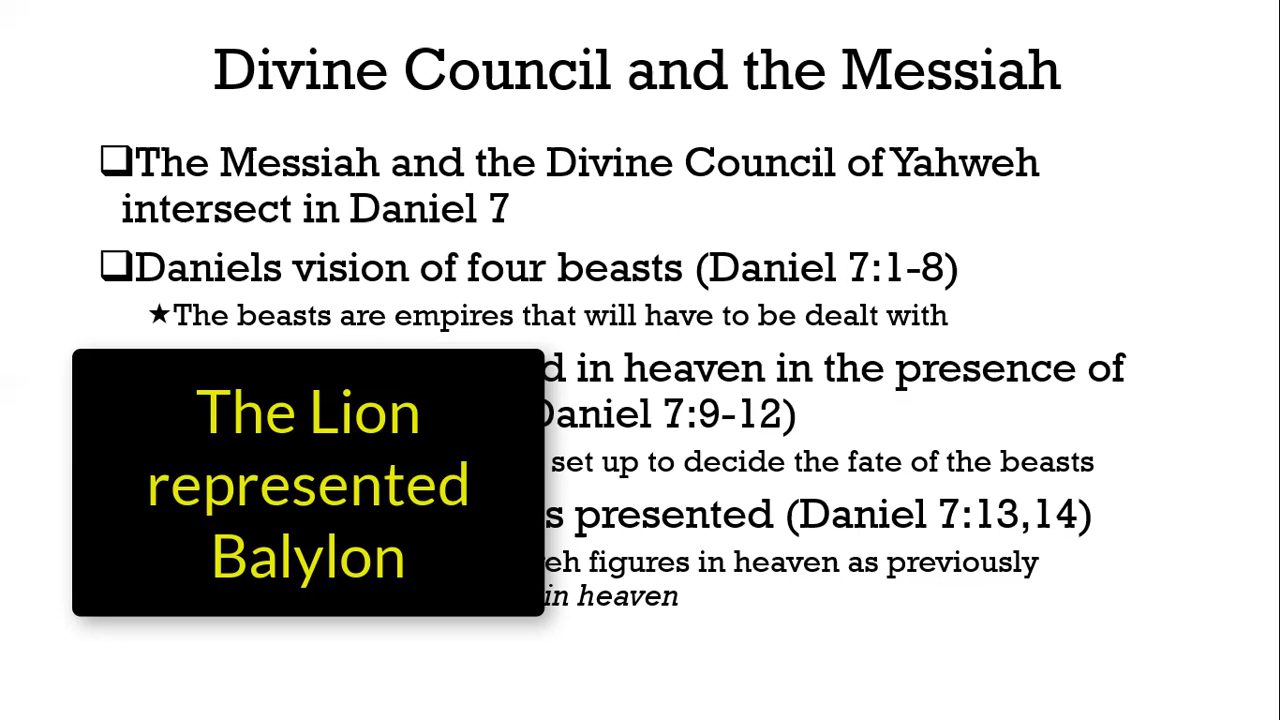 Divine Council and the Messiah
❑The Messiah and the Divine Council of Yahweh
intersect in Daniel 7
❑Daniels vision of four beasts (Daniel 7:1-8)
★The beasts are empires that will have to be dealt with
in heaven in the presence of
Daniel 7:9-12)
set up to decide the fate of the beasts
presented (Daniel 7:13,14)
figures in heaven as previously
in heaven
The Lion
represented
Balylon